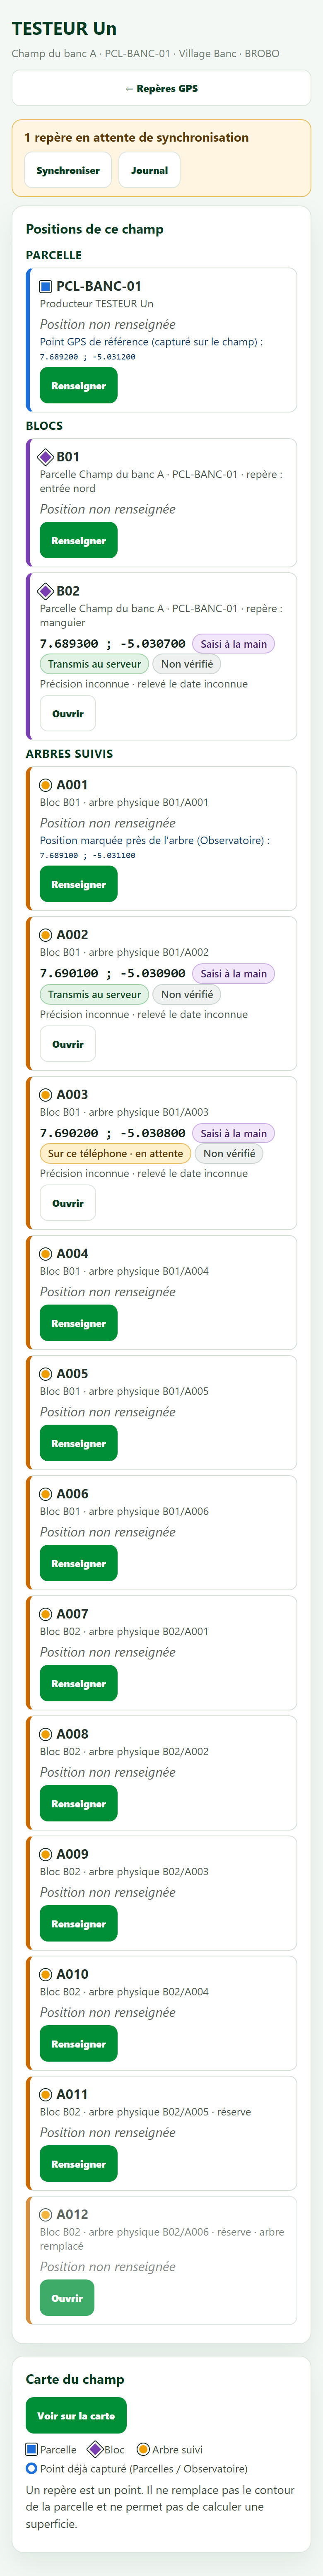 TESTEUR Un
Champ du banc A · PCL-BANC-01 · Village Banc · BROBO
← Repères GPS
1 repère en attente de synchronisation
Synchroniser
Journal
Positions de ce champ
PARCELLE
PCL-BANC-01
Producteur TESTEUR Un
Position non renseignée
Point GPS de référence (capturé sur le champ) :
7.689200 ; -5.031200
Renseigner
BLOCS
B01
Parcelle Champ du banc A · PCL-BANC-01 · repère :
entrée nord
Position non renseignée
Renseigner
B02
Parcelle Champ du banc A · PCL-BANC-01 · repère :
manguier
7.689300 ; -5.030700 Saisi à la main
Transmis au serveur Non vérifié
Précision inconnue · relevé le date inconnue
Ouvrir
ARBRES SUIVIS
A001
Bloc B01 · arbre physique B01/A001
Position non renseignée
Position marquée près de l'arbre (Observatoire) :
7.689100 ; -5.031100
Renseigner
A002
Bloc B01 · arbre physique B01/A002
7.690100 ; -5.030900 Saisi à la main
Transmis au serveur Non vérifié
Précision inconnue · relevé le date inconnue
Ouvrir
A003
Bloc B01 · arbre physique B01/A003
7.690200 ; -5.030800 Saisi à la main
Sur ce téléphone · en attente Non vérifié
Précision inconnue · relevé le date inconnue
Ouvrir
A004
Bloc B01 · arbre physique B01/A004
Position non renseignée
Renseigner
A005
Bloc B01 · arbre physique B01/A005
Position non renseignée
Renseigner
A006
Bloc B01 · arbre physique B01/A006
Position non renseignée
Renseigner
A007
Bloc B02 · arbre physique B02/A001
Position non renseignée
Renseigner
A008
Bloc B02 · arbre physique B02/A002
Position non renseignée
Renseigner
A009
Bloc B02 · arbre physique B02/A003
Position non renseignée
Renseigner
A010
Bloc B02 · arbre physique B02/A004
Position non renseignée
Renseigner
A011
Bloc B02 · arbre physique B02/A005 · réserve
Position non renseignée
Renseigner
A012
Bloc B02 · arbre physique B02/A006 · réserve · arbre
remplacé
Position non renseignée
Ouvrir
Carte du champ
Voir sur la carte
Parcelle Bloc Arbre suivi
Point déjà capturé (Parcelles / Observatoire)
Un repère est un point. Il ne remplace pas le contour
de la parcelle et ne permet pas de calculer une
superficie.